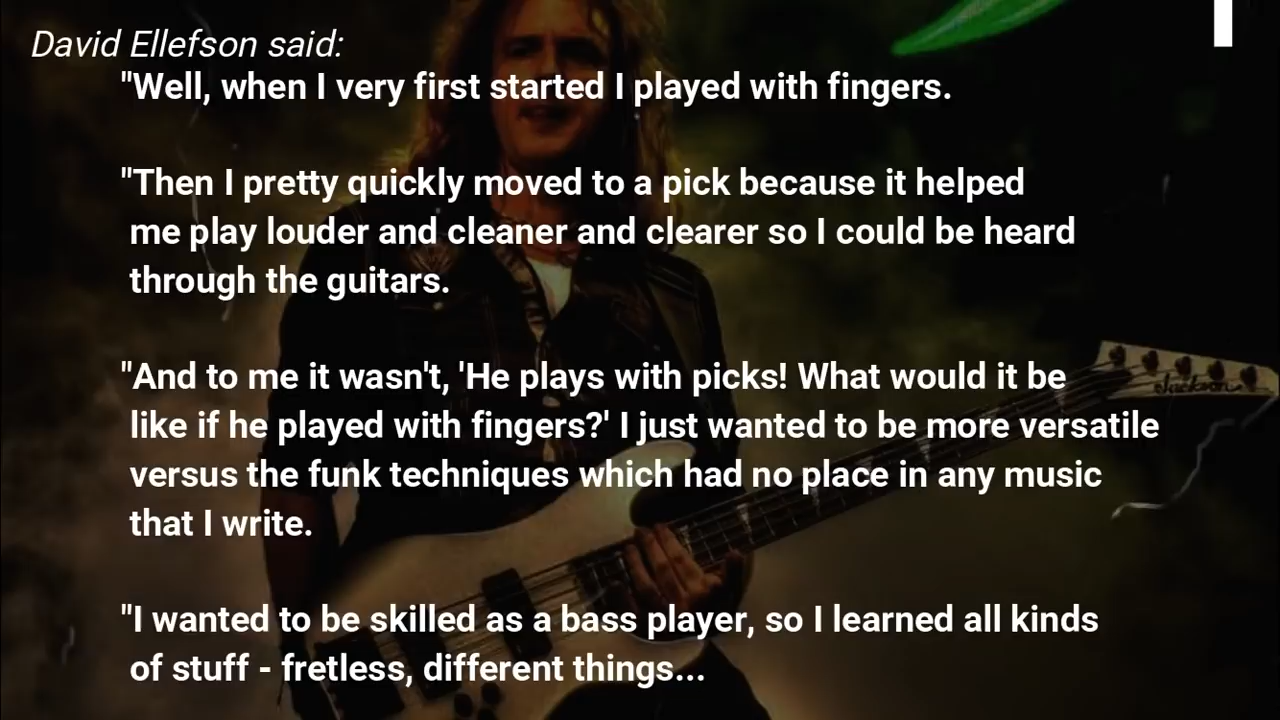 David Ellefson said:
"Well, when I very first started I played with fingers.
"Then I pretty quickly moved to a pick because it helped
me play louder and cleaner and clearer so I could be heard
through the guitars.
"And to me it wasn't, 'He plays with picks! What would it be
like if he played with fingers?' I just wanted to be more versatile
versus the funk techniques which had no place in any music
that I write.
"I wanted to be skilled as a bass player, so I learned all kinds
of stuff - fretless, different things...
Jackson